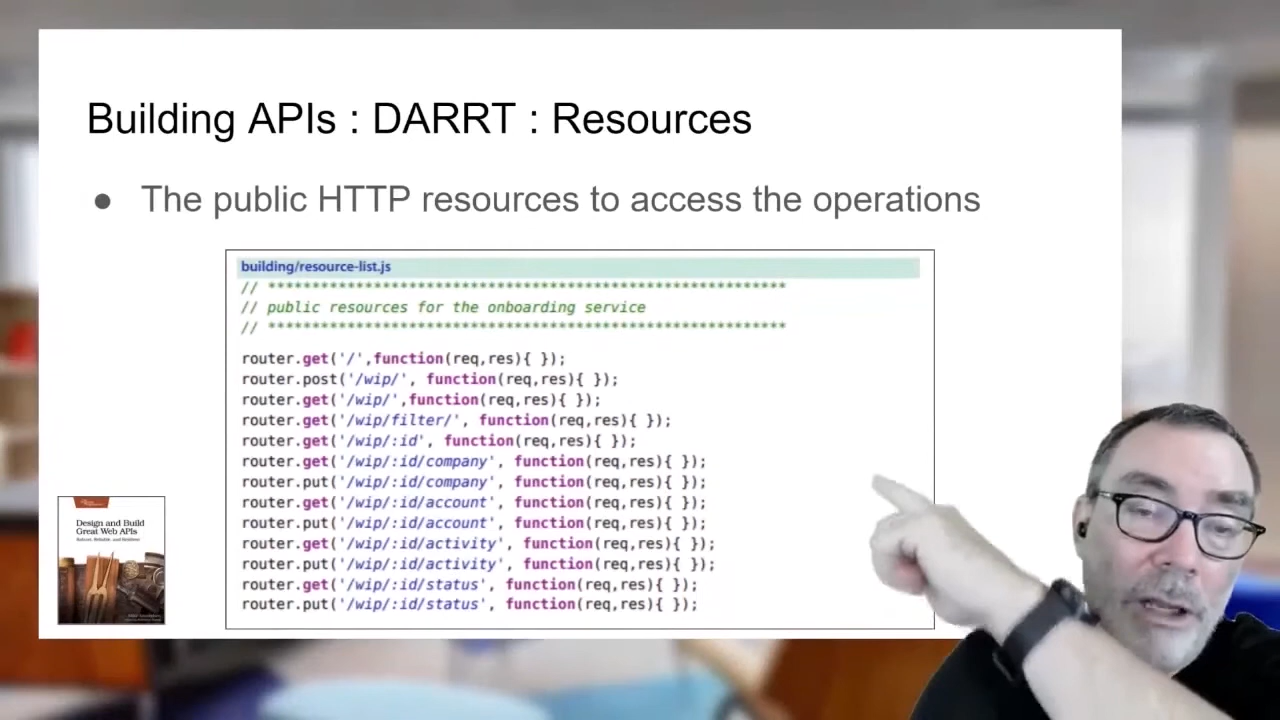 Building APIs : DARRT : Resources
● The public HTTP resources to access the operations
building/resource-list.js
// ***********************************************************
// public resources for the onboarding service
// ***********************************************************
router.get('/',function(req,res){ });
router.post('/wip/', function(req,res){ });
router.get('/wip/',function(req,res){ });
router.get('/wip/filter/', function(req,res){ });
router.get('/wip/:id', function(req,res){ });
router.get('/wip/:id/company', function(req,res){ });
router.put('/wip/:id/company', function(req,res){ });
router.get('/wip/:id/account', function(req,res){ });
router.put('/wip/:id/account', function(req,res){ });
router.get('/wip/:id/activity', function(req,res){ });
router.put('/wip/:id/activity', function(req,res){ });
router.get('/wip/:id/status', function(req,res){ });
router.put('/wip/:id/status', function(req,res){ });
Design and Build
Great Web APIs
Robust, Reliable, and Resilient